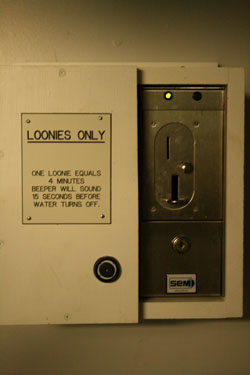 LOONIES ONLY
ONE LOONIE EQUALS
4 MINUTES
BEEPER WILL SOUND
15 SECONDS BEFORE
WATER TURNS OFF.
SEM